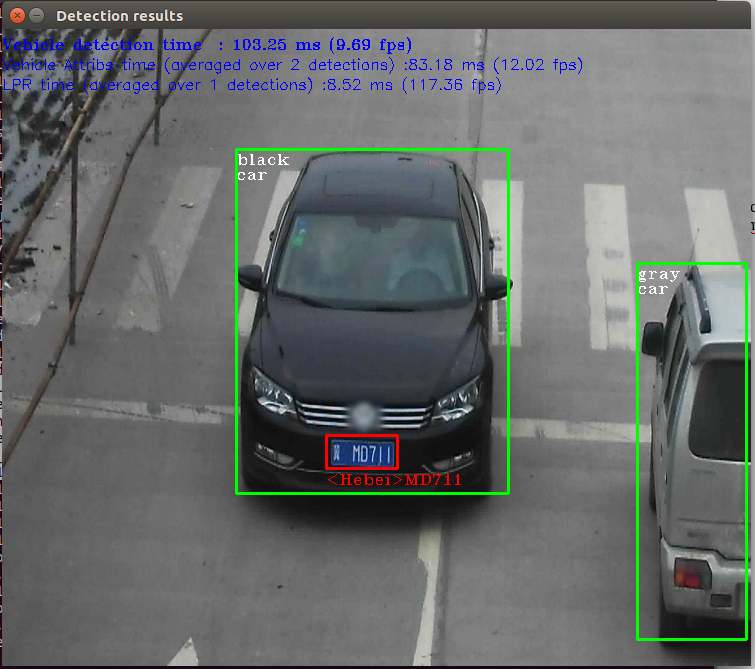 Detection results
Vehicle detection time : 103.25 ms (9.69 fps)
Vehicle Attribs time (averaged over 2 detections) :83.18 ms (12.02 fps)
LPR time (averaged over 1 detections) :8.52 ms (117.36 fps)
black
car
gray
car
MD711
<Hebei>MD711